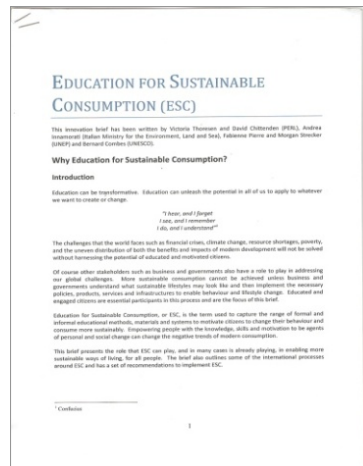 EDUCATION FOR SUSTAINABLE
CONSUMPTION (ESC)
This innovation brief has been written by Victoria Thoresen and David Chittenden (PERL), Andrea
Innamorati (Italian Ministry for the Environment, Land and Sea), Fabienne Pierre and Morgan Strecker
(UNEP) and Bernard Combes (UNESCO).
Why Education for Sustainable Consumption?
Introduction
Education can be transformative. Education can unleash the potential in all of us to apply to whatever
we want to create or change.
"I hear, and I forget
I see, and I remember
I do, and I understand"¹
The challenges that the world faces such as financial crises, climate change, resource shortages, poverty,
and the uneven distribution of both the benefits and impacts of modern development will not be solved
without harnessing the potential of educated and motivated citizens.
Of course other stakeholders such as business and governments also have a role to play in addressing
our global challenges. More sustainable consumption cannot be achieved unless business and
governments understand what sustainable lifestyles may look like and then implement the necessary
policies, products, services and infrastructures to enable behaviour and lifestyle change. Educated and
engaged citizens are essential participants in this process and are the focus of this brief.
Education for Sustainable Consumption, or ESC, is the term used to capture the range of formal and
informal educational methods, materials and systems to motivate citizens to change their behaviour and
consume more sustainably. Empowering people with the knowledge, skills and motivation to be agents
of personal and social change can change the negative trends of modern consumption.
This brief presents the role that ESC can play, and in many cases is already playing, in enabling more
sustainable ways of living, for all people. The brief also outlines some of the international processes
around ESC and has a set of recommendations to implement ESC.
¹ Confucius
1